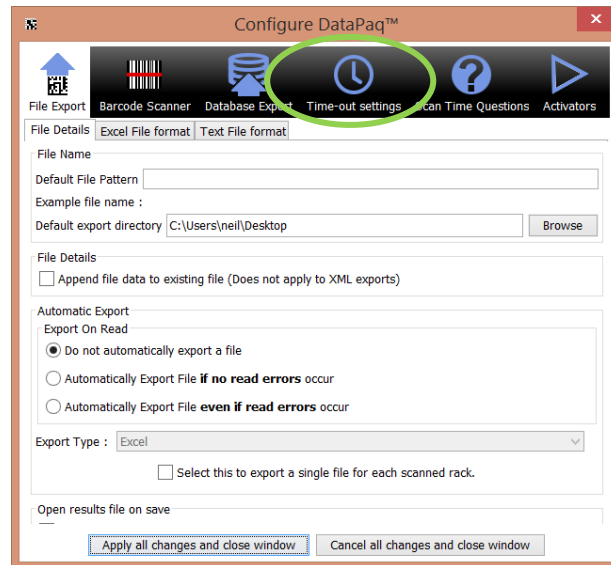 Configure DataPaq™
File Export Barcode Scanner Database Export Time-out settings Scan Time Questions Activators
File Details Excel File format Text File format
File Name
Default File Pattern
Example file name :
Default export directory C:\Users\neil\Desktop Browse
File Details
Append file data to existing file (Does not apply to XML exports)
Automatic Export
Export On Read
Do not automatically export a file
Automatically Export File if no read errors occur
Automatically Export File even if read errors occur
Export Type : Excel
Select this to export a single file for each scanned rack.
Open results file on save
Apply all changes and close window Cancel all changes and close window